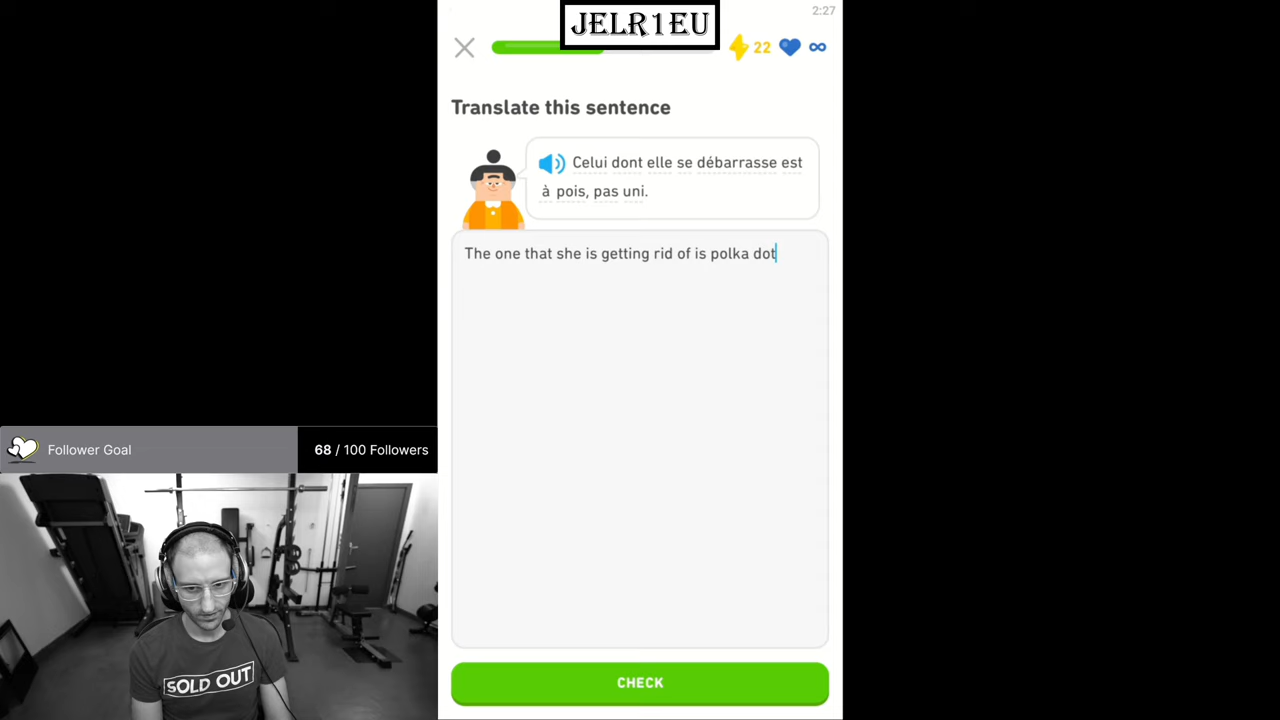 JELR1EU
2:27
22
∞
Translate this sentence
Celui dont elle se débarrasse est
à pois, pas uni.
The one that she is getting rid of is polka dot
Follower Goal
68 / 100 Followers
SOLD OUT
CHECK